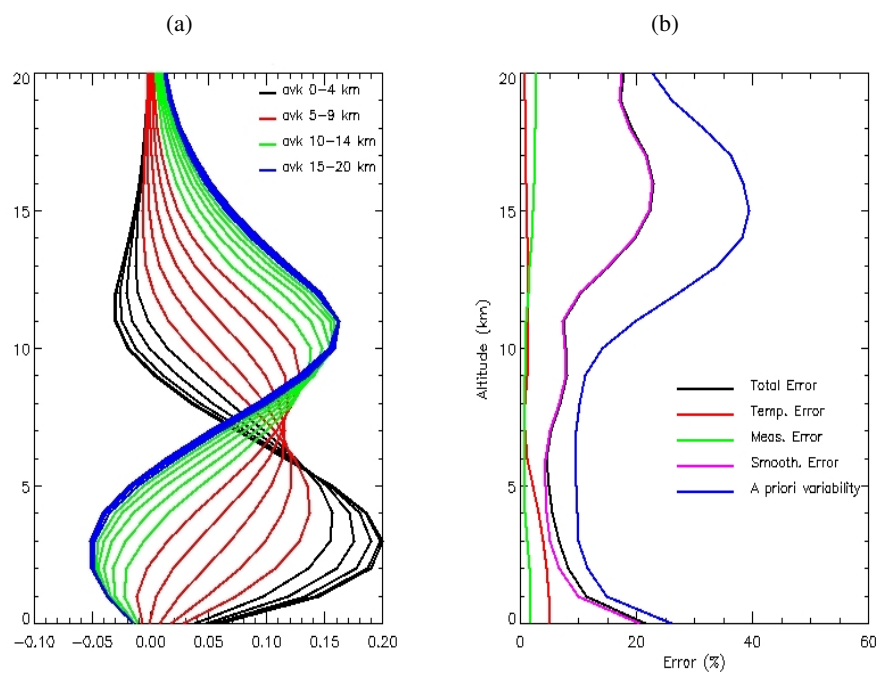 (a)
(b)
20
15
10
5
0
avk 0–4 km
avk 5–9 km
avk 10–14 km
avk 15–20 km
−0.10
−0.05
0.00
0.05
0.10
0.15
0.20
Altitude (km)
20
15
10
5
0
Total Error
Temp. Error
Meas. Error
Smooth. Error
A priori variability
0
20
40
60
Error (%)